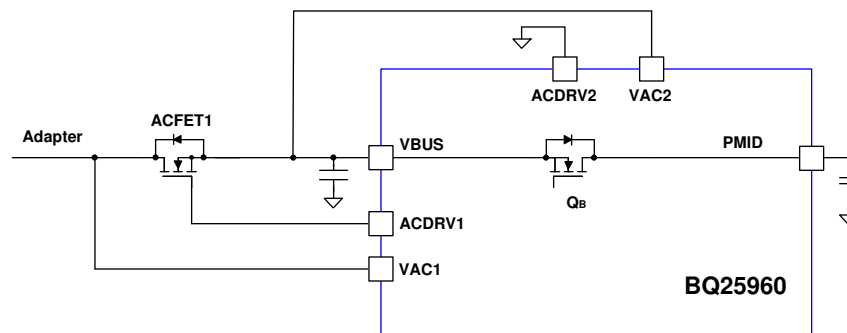 ACDRV2
VAC2
ACFET1
Adapter
VBUS
PMID
QB
ACDRV1
VAC1
BQ25960